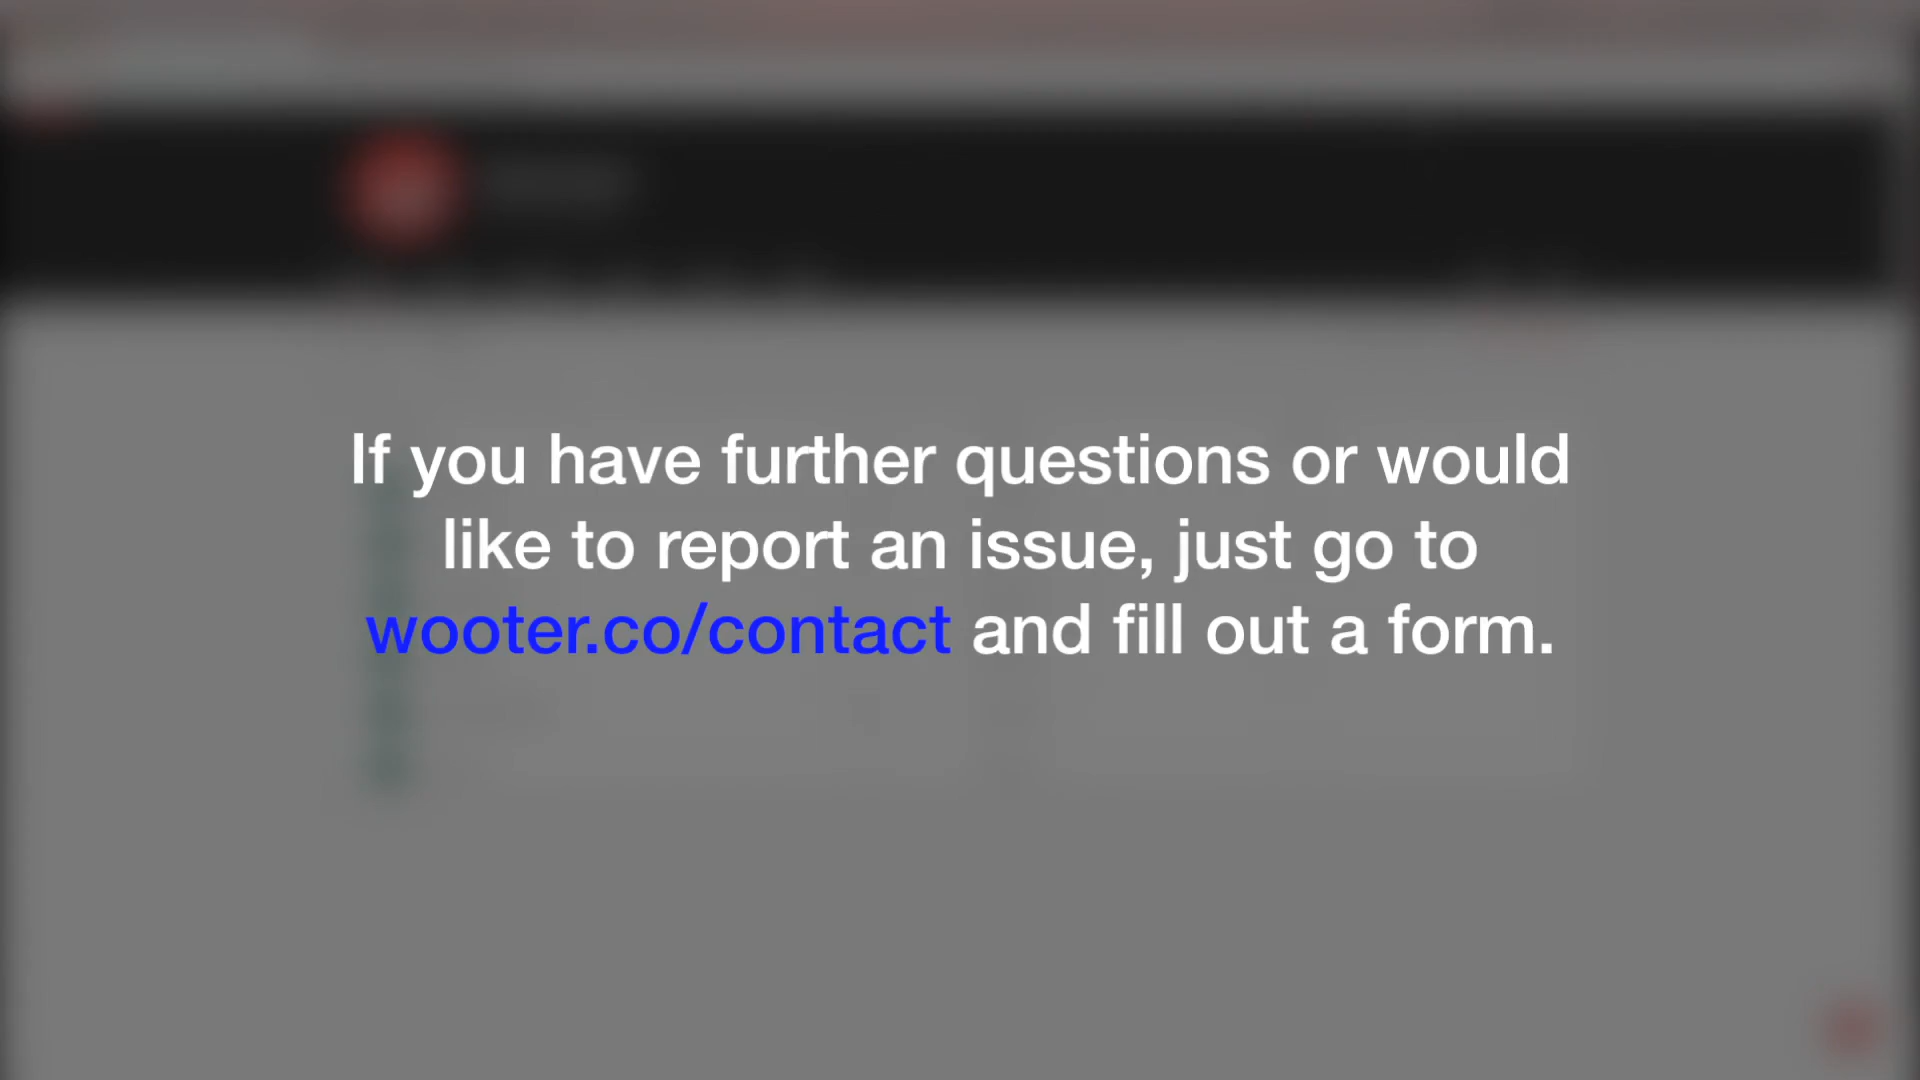 If you have further questions or would
like to report an issue, just go to
wooter.co/contact and fill out a form.